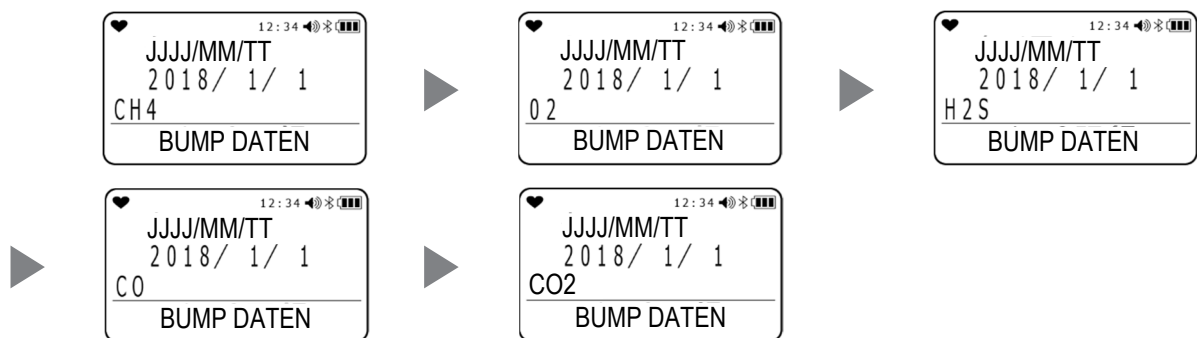 12:34
JJJJ/MM/TT
2018/ 1/ 1
CH4
BUMP DATEN
12:34
JJJJ/MM/TT
2018/ 1/ 1
O2
BUMP DATEN
12:34
JJJJ/MM/TT
2018/ 1/ 1
H2S
BUMP DATEN
12:34
JJJJ/MM/TT
2018/ 1/ 1
CO
BUMP DATEN
12:34
JJJJ/MM/TT
2018/ 1/ 1
CO2
BUMP DATEN